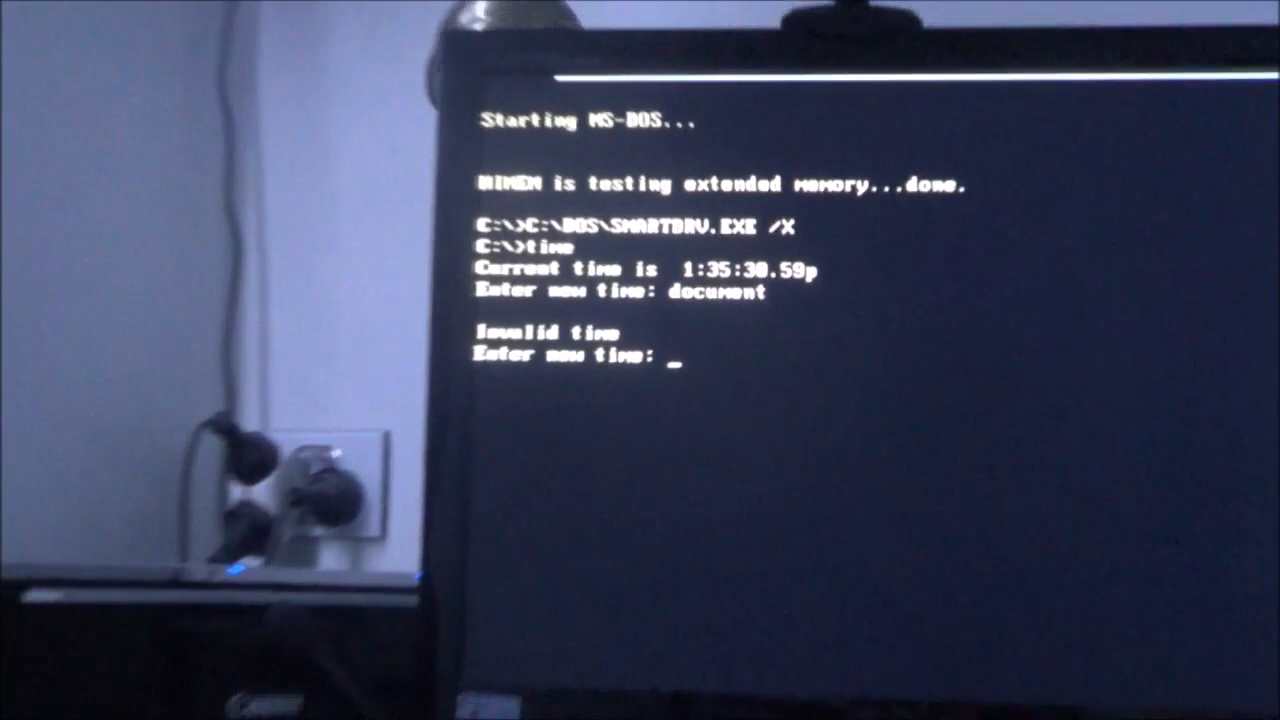 Starting MS-DOS...
HIMEM is testing extended memory...done.
C:\>C:\DOS\SMARTDRV.EXE /X
C:\>time
Current time is 1:35:30.59p
Enter new time: document
Invalid time
Enter new time: _